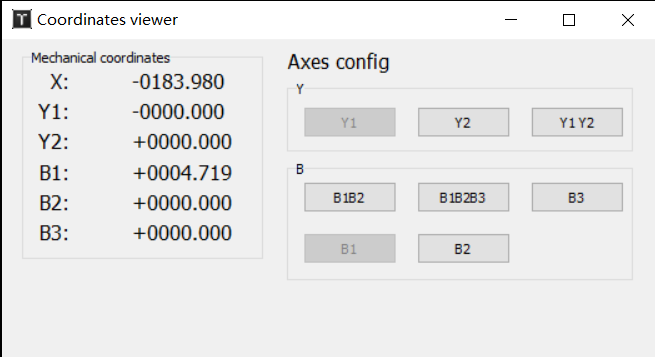 Coordinates viewer
Mechanical coordinates
X: -0183.980
Y1: -0000.000
Y2: +0000.000
B1: +0004.719
B2: +0000.000
B3: +0000.000
Axes config
Y
Y1 Y2 Y1 Y2
B
B1B2 B1B2B3 B3
B1 B2